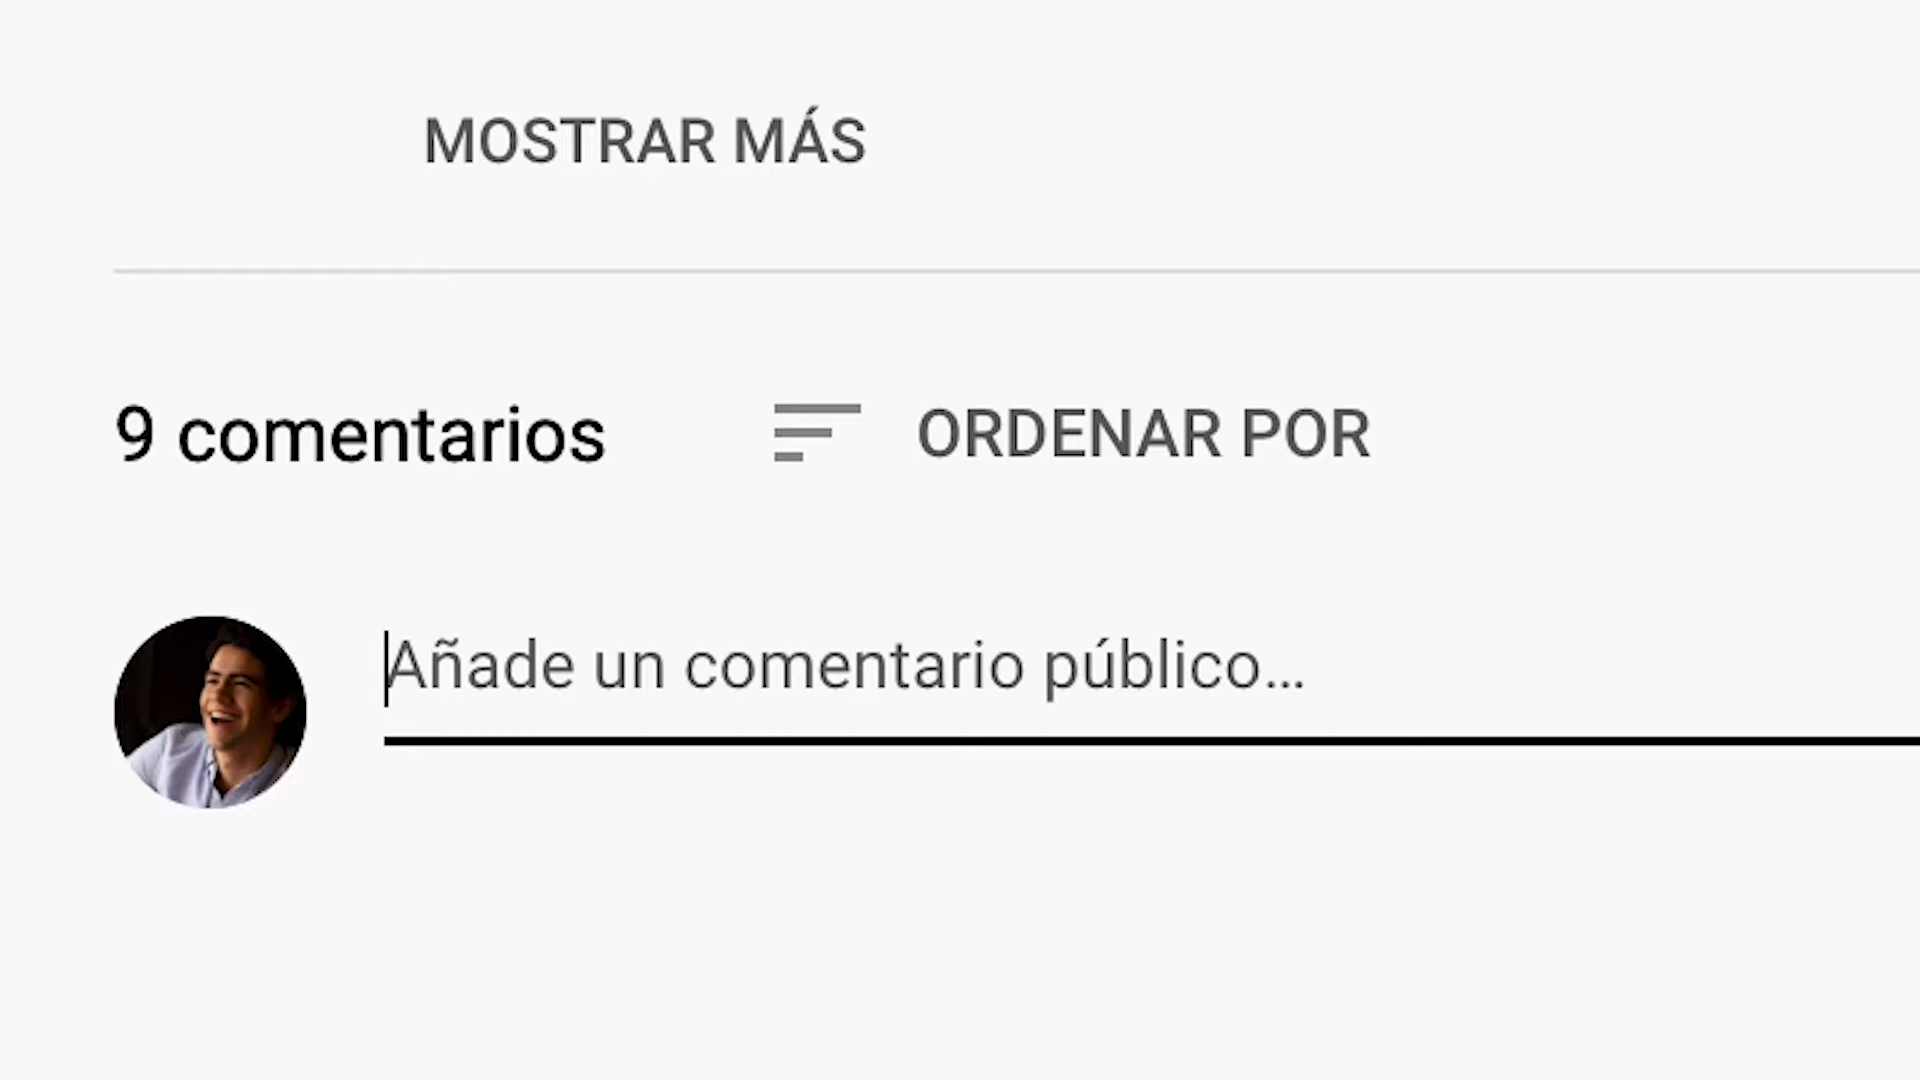 MOSTRAR MÁS
9 comentarios
ORDENAR POR
Añade un comentario público...